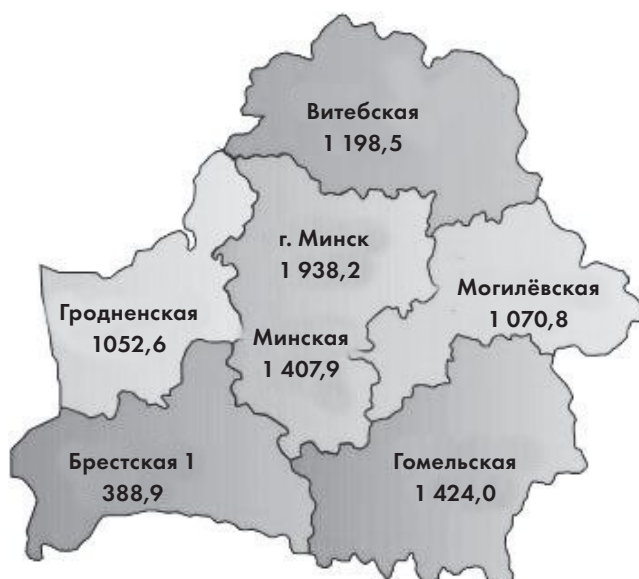 Витебская
1 198,5
г. Минск
1 938,2
Могилёвская
1 070,8
Гродненская
1052,6
Минская
1 407,9
Брестская 1
388,9
Гомельская
1 424,0